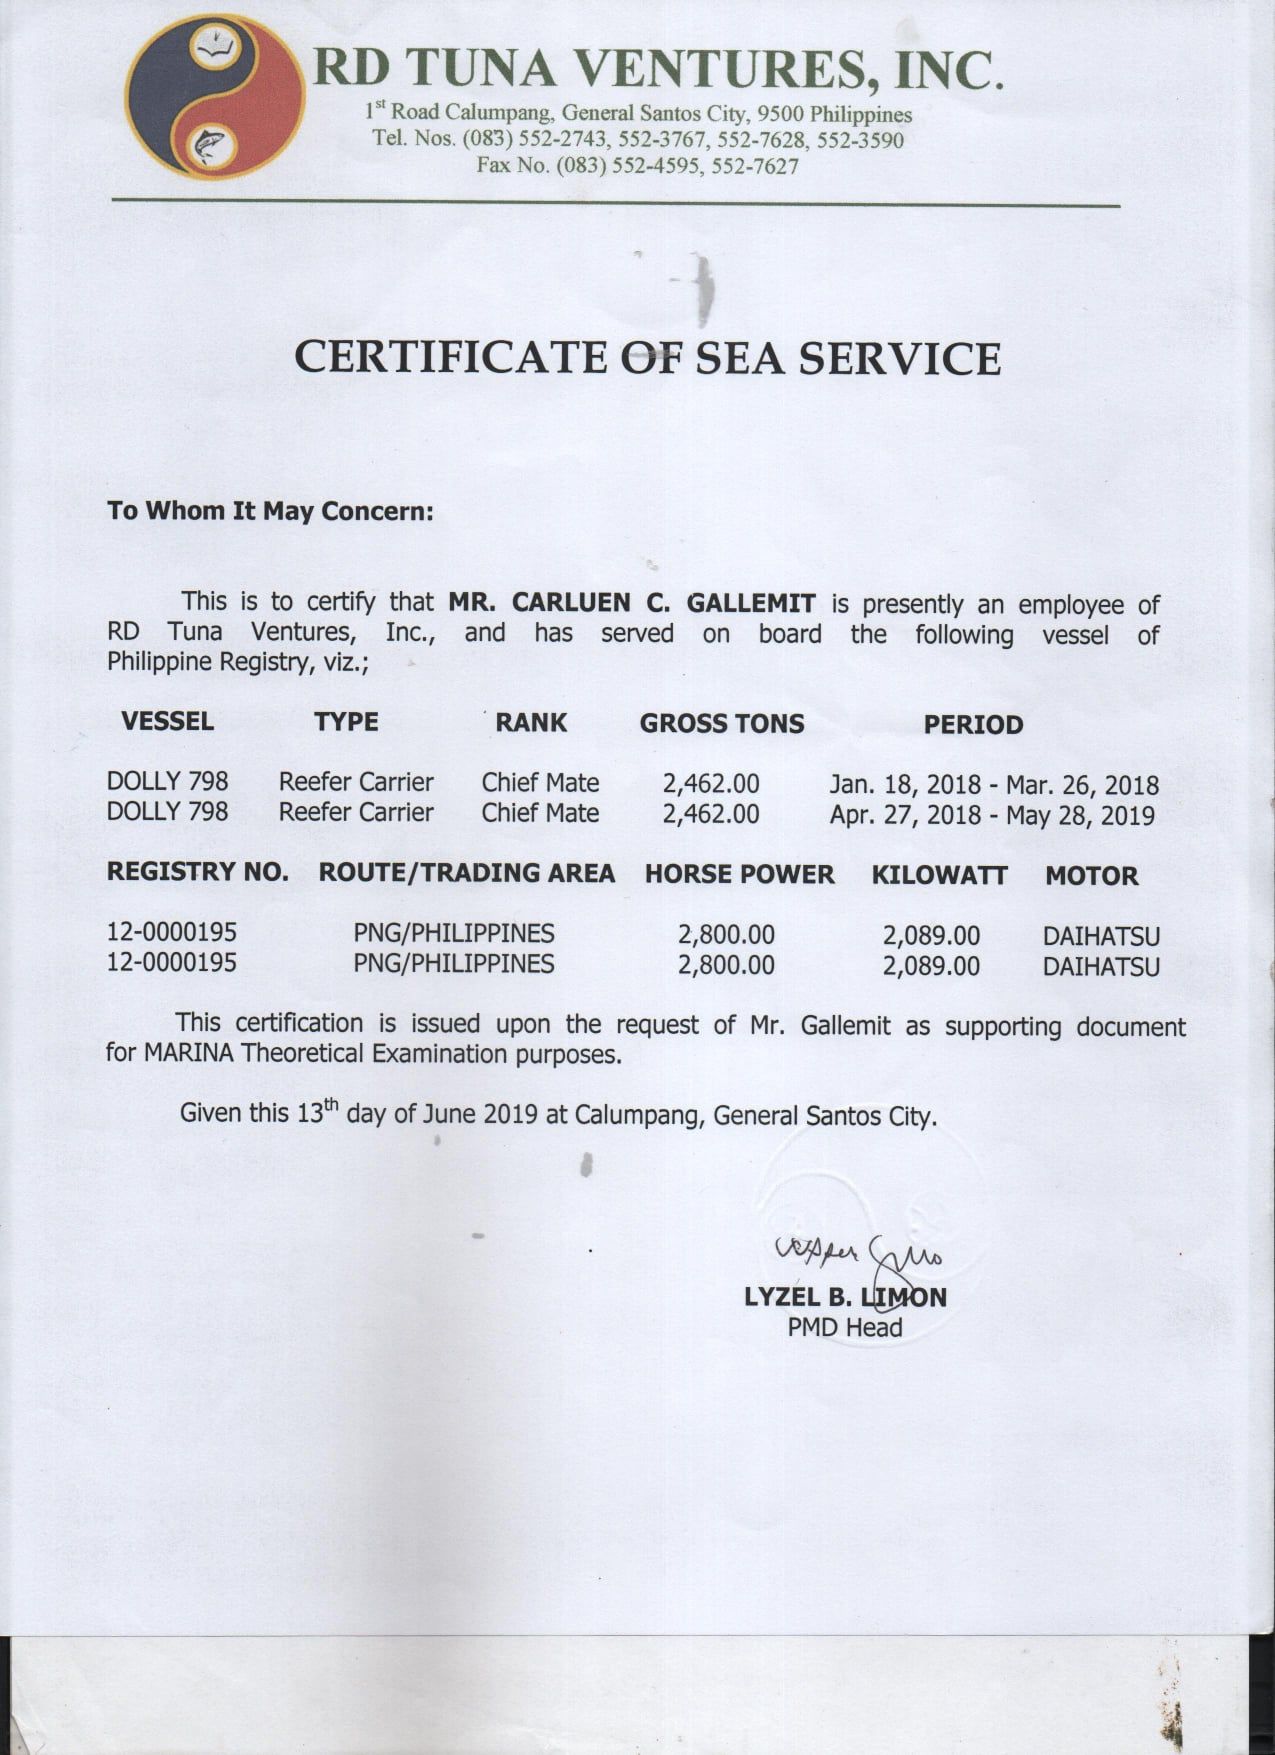 RD TUNA VENTURES, INC.
1st Road Calumpang, General Santos City, 9500 Philippines
Tel. Nos. (083) 552-2743, 552-3767, 552-7628, 552-3590
Fax No. (083) 552-4595, 552-7627
CERTIFICATE OF SEA SERVICE
To Whom It May Concern:
This is to certify that MR. CARLUEN C. GALLEMIT is presently an employee of
RD Tuna Ventures, Inc., and has served on board the following vessel of
Philippine Registry, viz.;
VESSEL TYPE RANK GROSS TONS PERIOD
DOLLY 798 Reefer Carrier Chief Mate 2,462.00 Jan. 18, 2018 - Mar. 26, 2018
DOLLY 798 Reefer Carrier Chief Mate 2,462.00 Apr. 27, 2018 - May 28, 2019
REGISTRY NO. ROUTE/TRADING AREA HORSE POWER KILOWATT MOTOR
12-0000195 PNG/PHILIPPINES 2,800.00 2,089.00 DAIHATSU
12-0000195 PNG/PHILIPPINES 2,800.00 2,089.00 DAIHATSU
This certification is issued upon the request of Mr. Gallemit as supporting document
for MARINA Theoretical Examination purposes.
Given this 13th day of June 2019 at Calumpang, General Santos City.
LYZEL B. LIMON
PMD Head